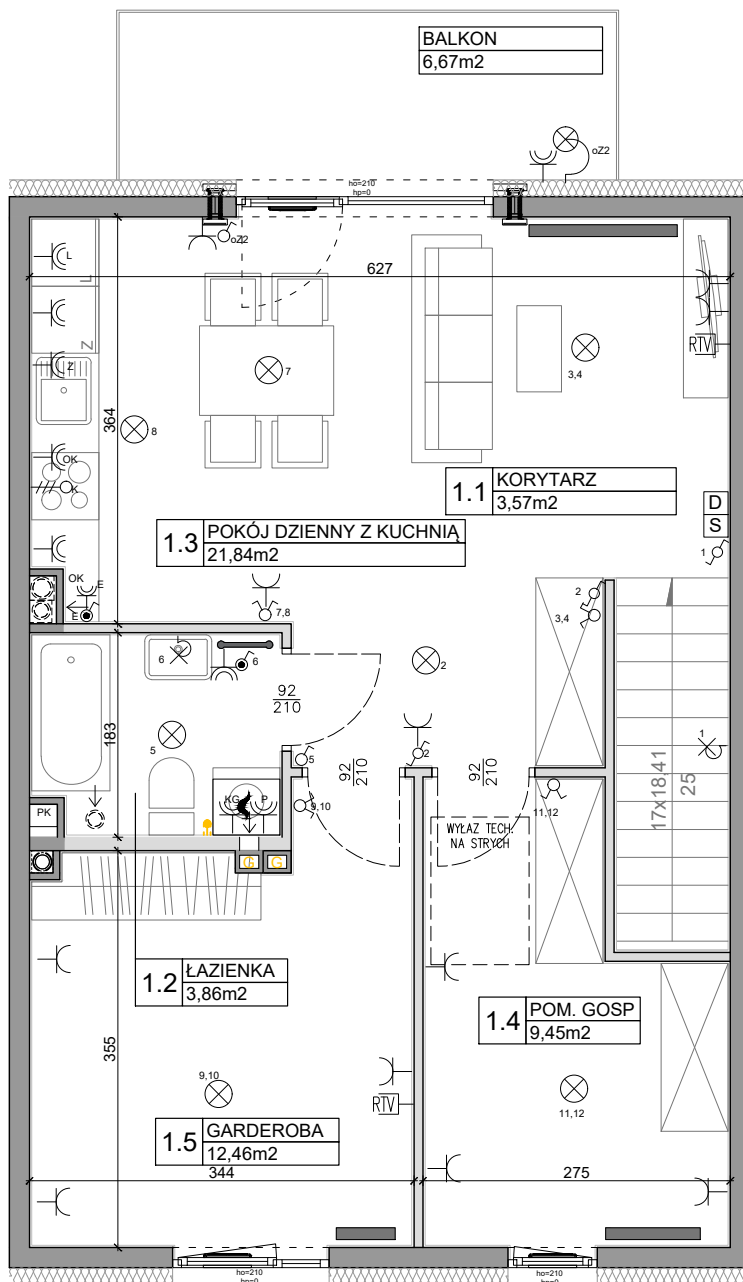 BALKON
6,67m2
oZ2
ho=210
hp=0
oZ2
627
L
L
Z
Z
7
3,4
RTV
8
364
OK
K
1.1 KORYTARZ
3,57m2
D
S
1
1.3 POKÓJ DZIENNY Z KUCHNIĄ
21,84m2
OK
E
E
7,8
2
3,4
6
6
2
92
210
183
5
5
2
92
210
92
210
1
17x18,41
25
KG
P
9,10
11,12
PK
WYŁAZ TECH.
NA STRYCH
G
G
1.2 ŁAZIENKA
3,86m2
1.4 POM. GOSP
9,45m2
355
9,10
RTV
11,12
1.5 GARDEROBA
12,46m2
344
275
ho=210
hp=0
ho=210
hp=0